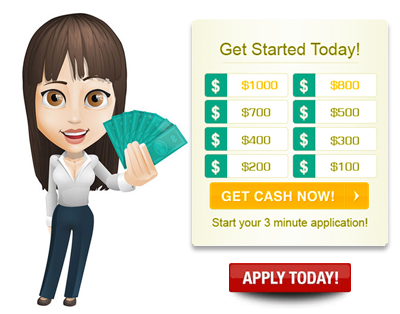 Get Started Today!
$ $1000 $ $800
$ $700 $ $500
$ $400 $ $300
$ $200 $ $100
GET CASH NOW!
Start your 3 minute application!
APPLY TODAY!